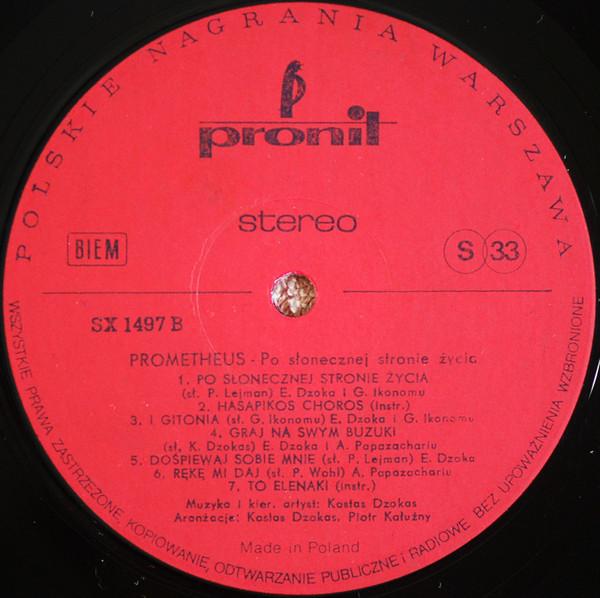 POLSKIE NAGRANIA WARSZAWA
pronit
stereo
BIEM
S 33
SX 1497 B
PROMETHEUS - Po słonecznej stronie życia
1. PO SŁONECZNEJ STRONIE ŻYCIA
(sł. P. Lejman) E. Dzoka i G. Ikonomu
2. HASAPIKOS CHOROS (instr.)
3. I GITONIA (sł. G. Ikonomu) E. Dzoka i G. Ikonomu
4. GRAJ NA SWYM BUZUKI
(sł. K. Dzokas) E. Dzoka i A. Papazachariu
5. DOŚPIEWAJ SOBIE MNIE (sł. P. Lejman) E. Dzoka
6. RĘKĘ MI DAJ (sł. P. Wohl) A. Papazachariu
7. TO ELENAKI (instr.)
Muzyka i kier. artyst: Kostas Dzokas
Aranżacje: Kostas Dzokas, Piotr Kałużny
Made in Poland
WSZYSTKIE PRAWA ZASTRZEŻONE, KOPIOWANIE, ODTWARZANIE PUBLICZNE i RADIOWE BEZ UPOWAŻNIENIA WZBRONIONE